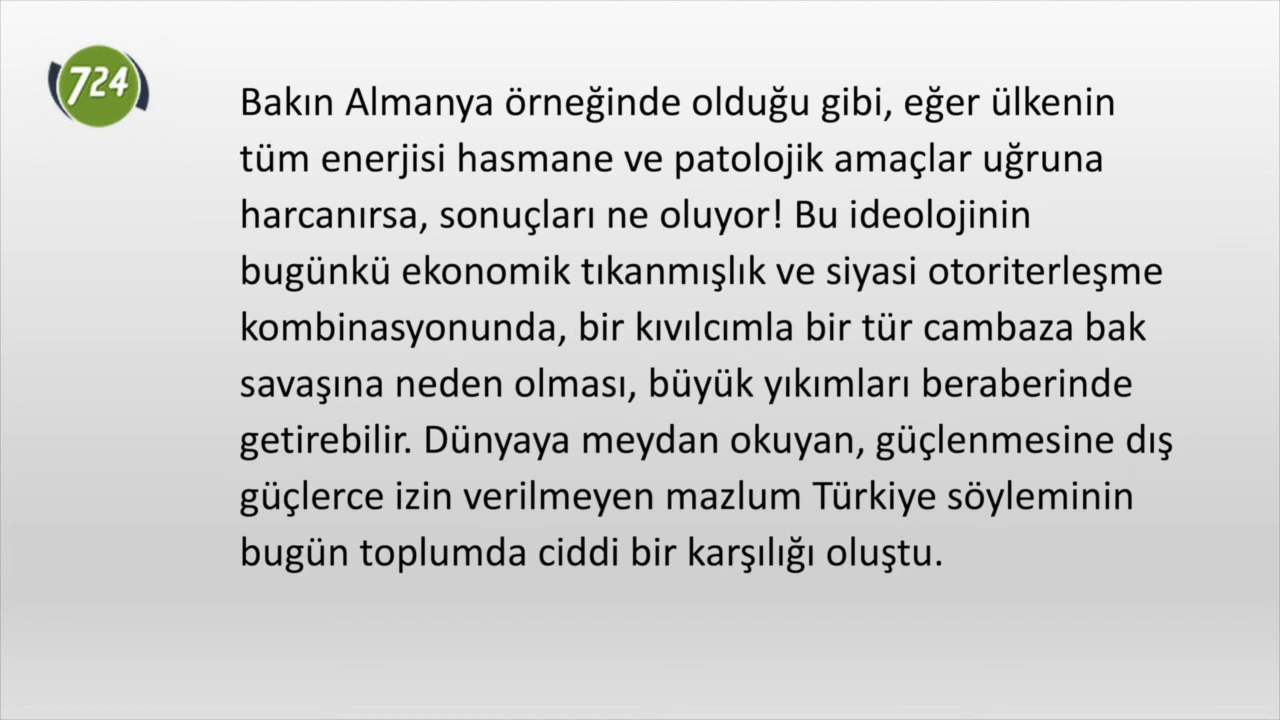 724
Bakın Almanya örneğinde olduğu gibi, eğer ülkenin
tüm enerjisi hasmane ve patolojik amaçlar uğruna
harcanırsa, sonuçları ne oluyor! Bu ideolojinin
bugünkü ekonomik tıkanmışlık ve siyasi otoriterleşme
kombinasyonunda, bir kıvılcımla bir tür cambaza bak
savaşına neden olması, büyük yıkımları beraberinde
getirebilir. Dünyaya meydan okuyan, güçlenmesine dış
güçlerce izin verilmeyen mazlum Türkiye söyleminin
bugün toplumda ciddi bir karşılığı oluştu.